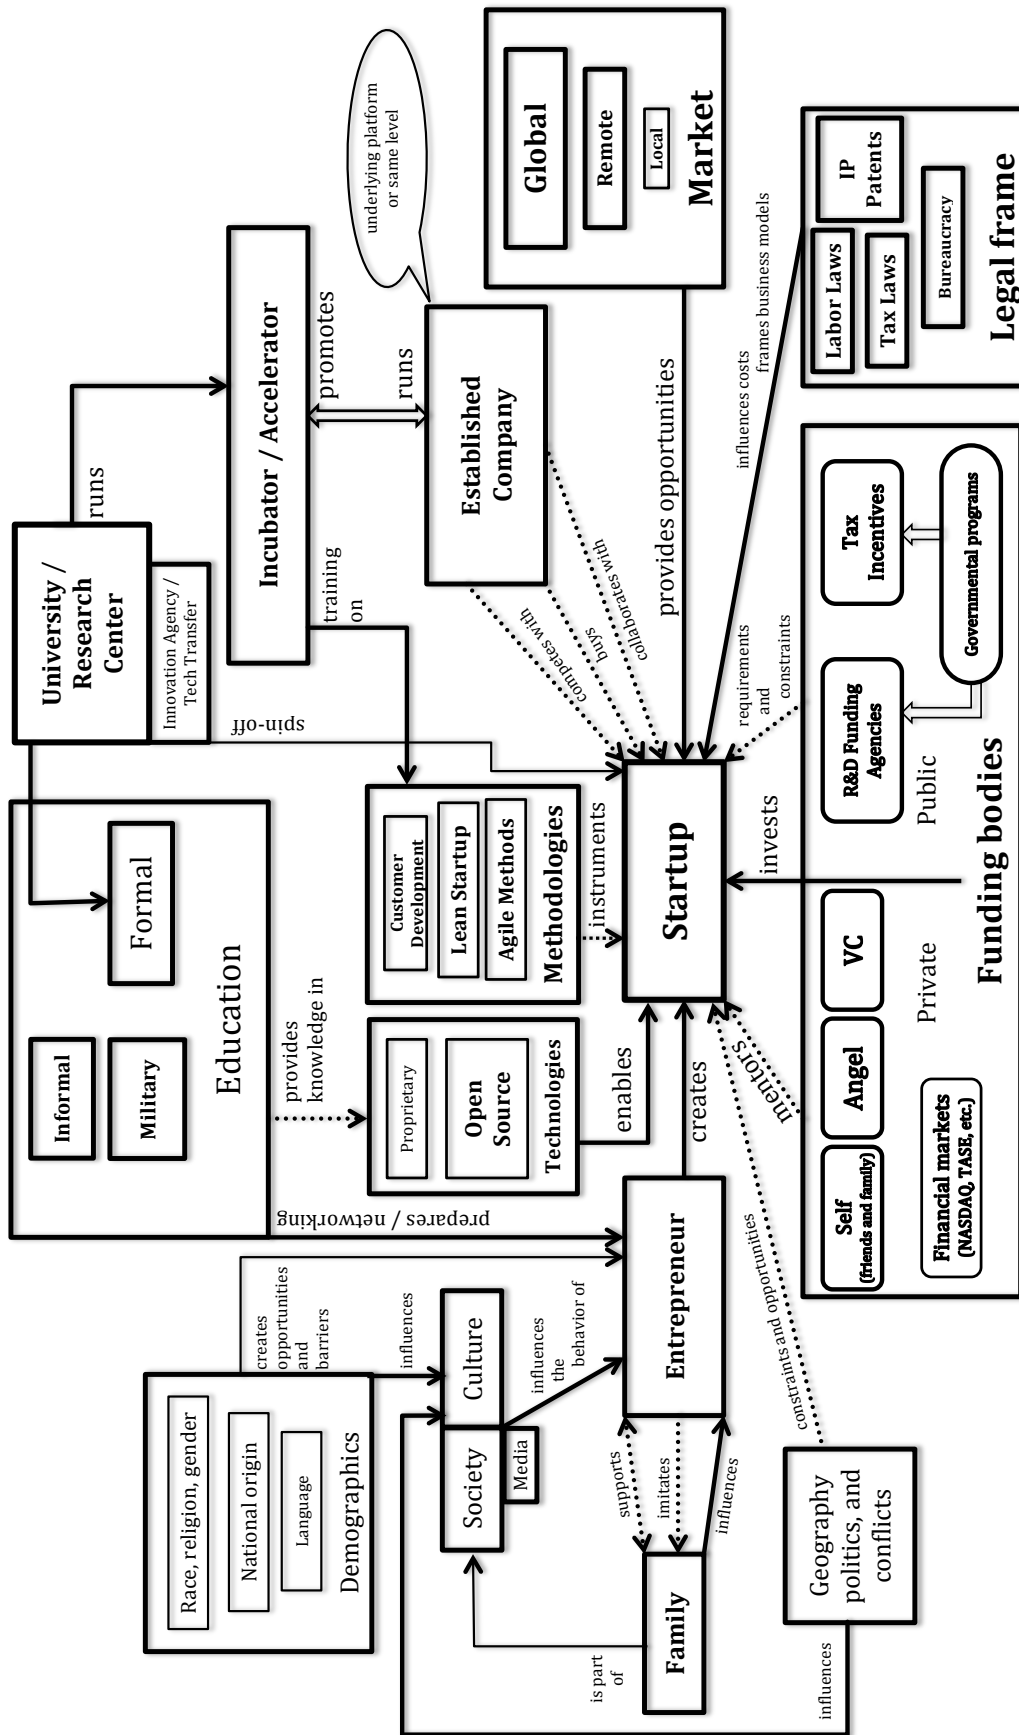 Race, religion, gender
National origin
Language
Demographics
creates
opportunities
and
barriers
influences
Informal
Military
Formal
Education
prepares / networking
provides
knowledge in
University /
Research
Center
Innovation Agency /
Tech Transfer
runs
spin-off
Incubator / Accelerator
training
on
promotes
runs
underlying platform
or same level
Established
Company
competes with
buys
collaborates with
Customer
Development
Lean Startup
Agile Methods
Methodologies
instruments
Proprietary
Open
Source
Technologies
enables
Society
Culture
Media
influences
the
behavior of
is part
of
Family
supports
imitates
influences
Entrepreneur
creates
Startup
Global
Remote
Local
Market
provides opportunities
influences costs
frames business models
requirements
and
constraints
invests
mentors
constraints and opportunities
Geography
politics, and
conflicts
influences
Self
(friends and family)
Angel
VC
Financial markets
(NASDAQ, TASE, etc.)
Private
R&D Funding
Agencies
Tax
Incentives
Governmental programs
Public
Funding bodies
Labor Laws
Tax Laws
IP
Patents
Bureaucracy
Legal frame